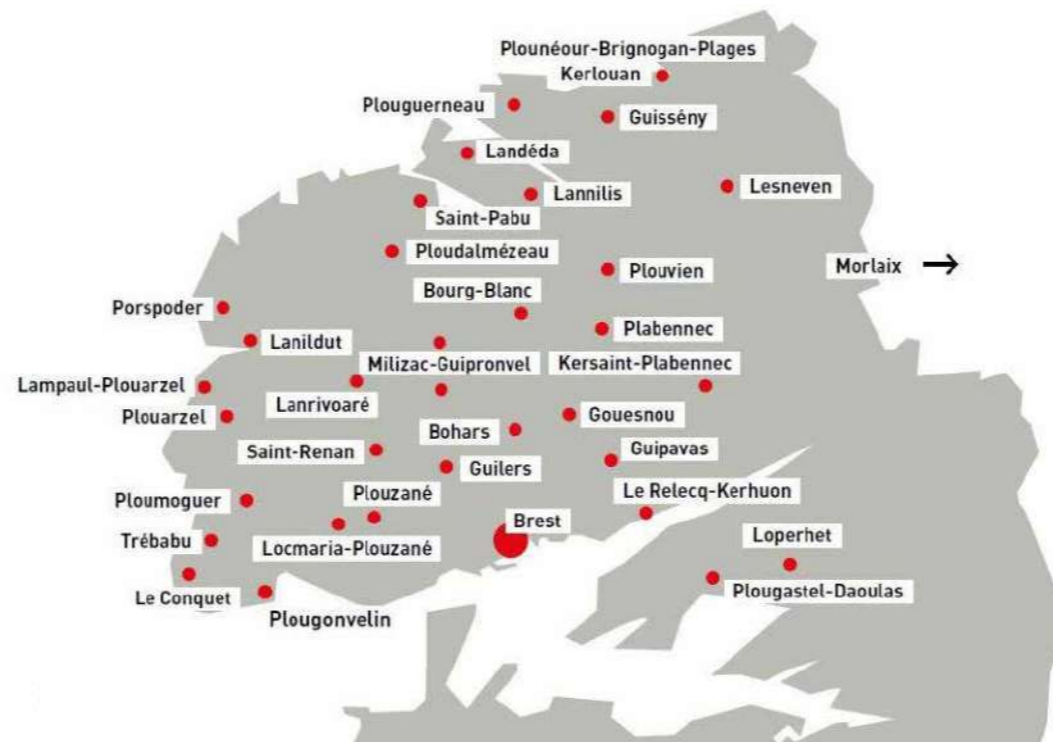 Plounéour-Brignogan-Plages
Kerlouan
Plouguerneau
Guissény
Landéda
Lannilis
Lesneven
Saint-Pabu
Ploudalmézeau
Plouvien
Morlaix →
Bourg-Blanc
Porspoder
Plabennec
Lanildut
Milizac-Guipronvel
Kersaint-Plabennec
Lampaul-Plouarzel
Lanrivoaré
Plouarzel
Gouesnou
Bohars
Saint-Renan
Guipavas
Guilers
Plouzané
Le Relecq-Kerhuon
Ploumoguer
Brest
Loperhet
Trébabu
Locmaria-Plouzané
Plougastel-Daoulas
Le Conquet
Plougonvelin